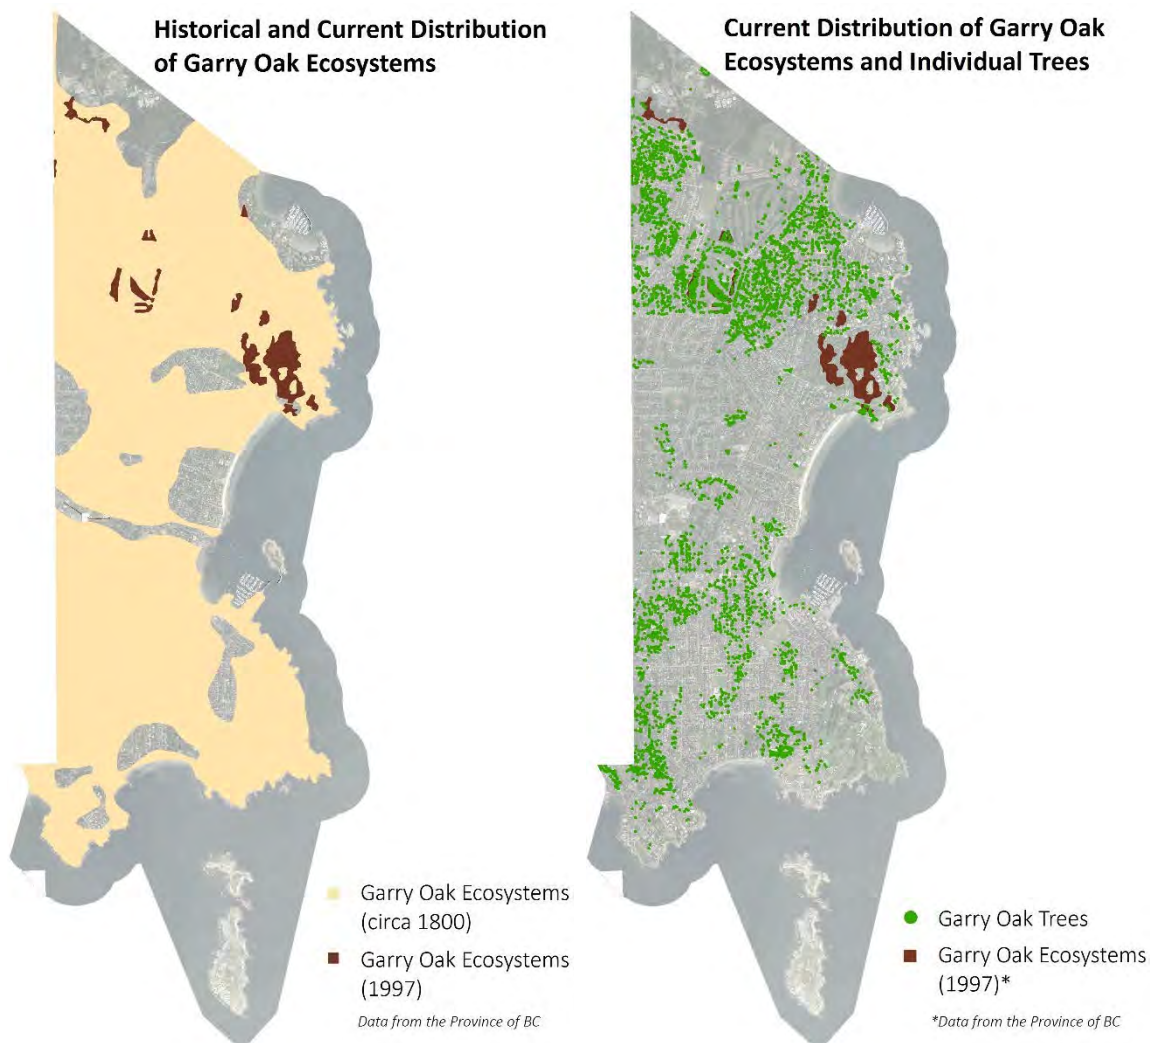 Historical and Current Distribution
of Garry Oak Ecosystems
Garry Oak Ecosystems
(circa 1800)
Garry Oak Ecosystems
(1997)
Data from the Province of BC
Current Distribution of Garry Oak
Ecosystems and Individual Trees
Garry Oak Trees
Garry Oak Ecosystems
(1997)*
*Data from the Province of BC